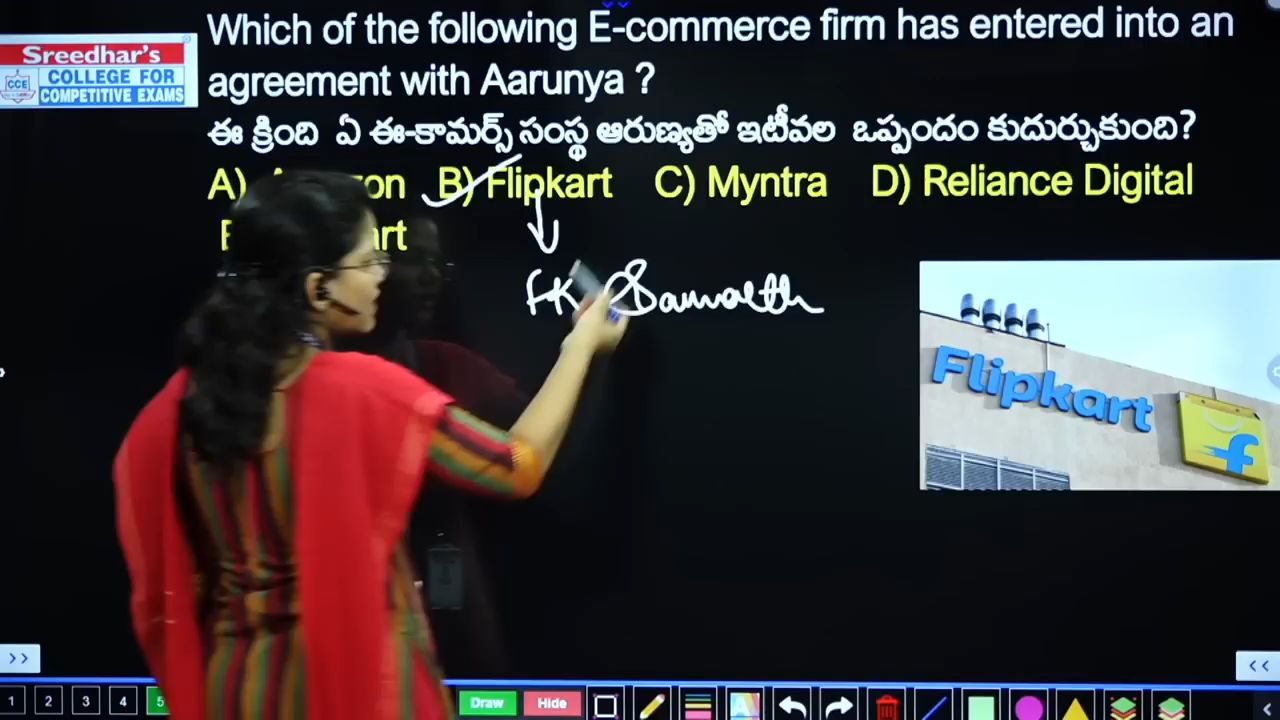 Which of the following E-commerce firm has entered into an
agreement with Aarunya ?
ఈ క్రింది ఏ ఈ-కామర్స్ సంస్థ ఆరుణ్యతో ఇటీవల ఒప్పందం కుదుర్చుకుంది?
A) B) Flipkart C) Myntra D) Reliance Digital
FK
Sreedhar's
CCE
COLLEGE FOR
COMPETITIVE EXAMS
Flipkart
f
>>
<<
1 2 3 4 5
Draw Hide